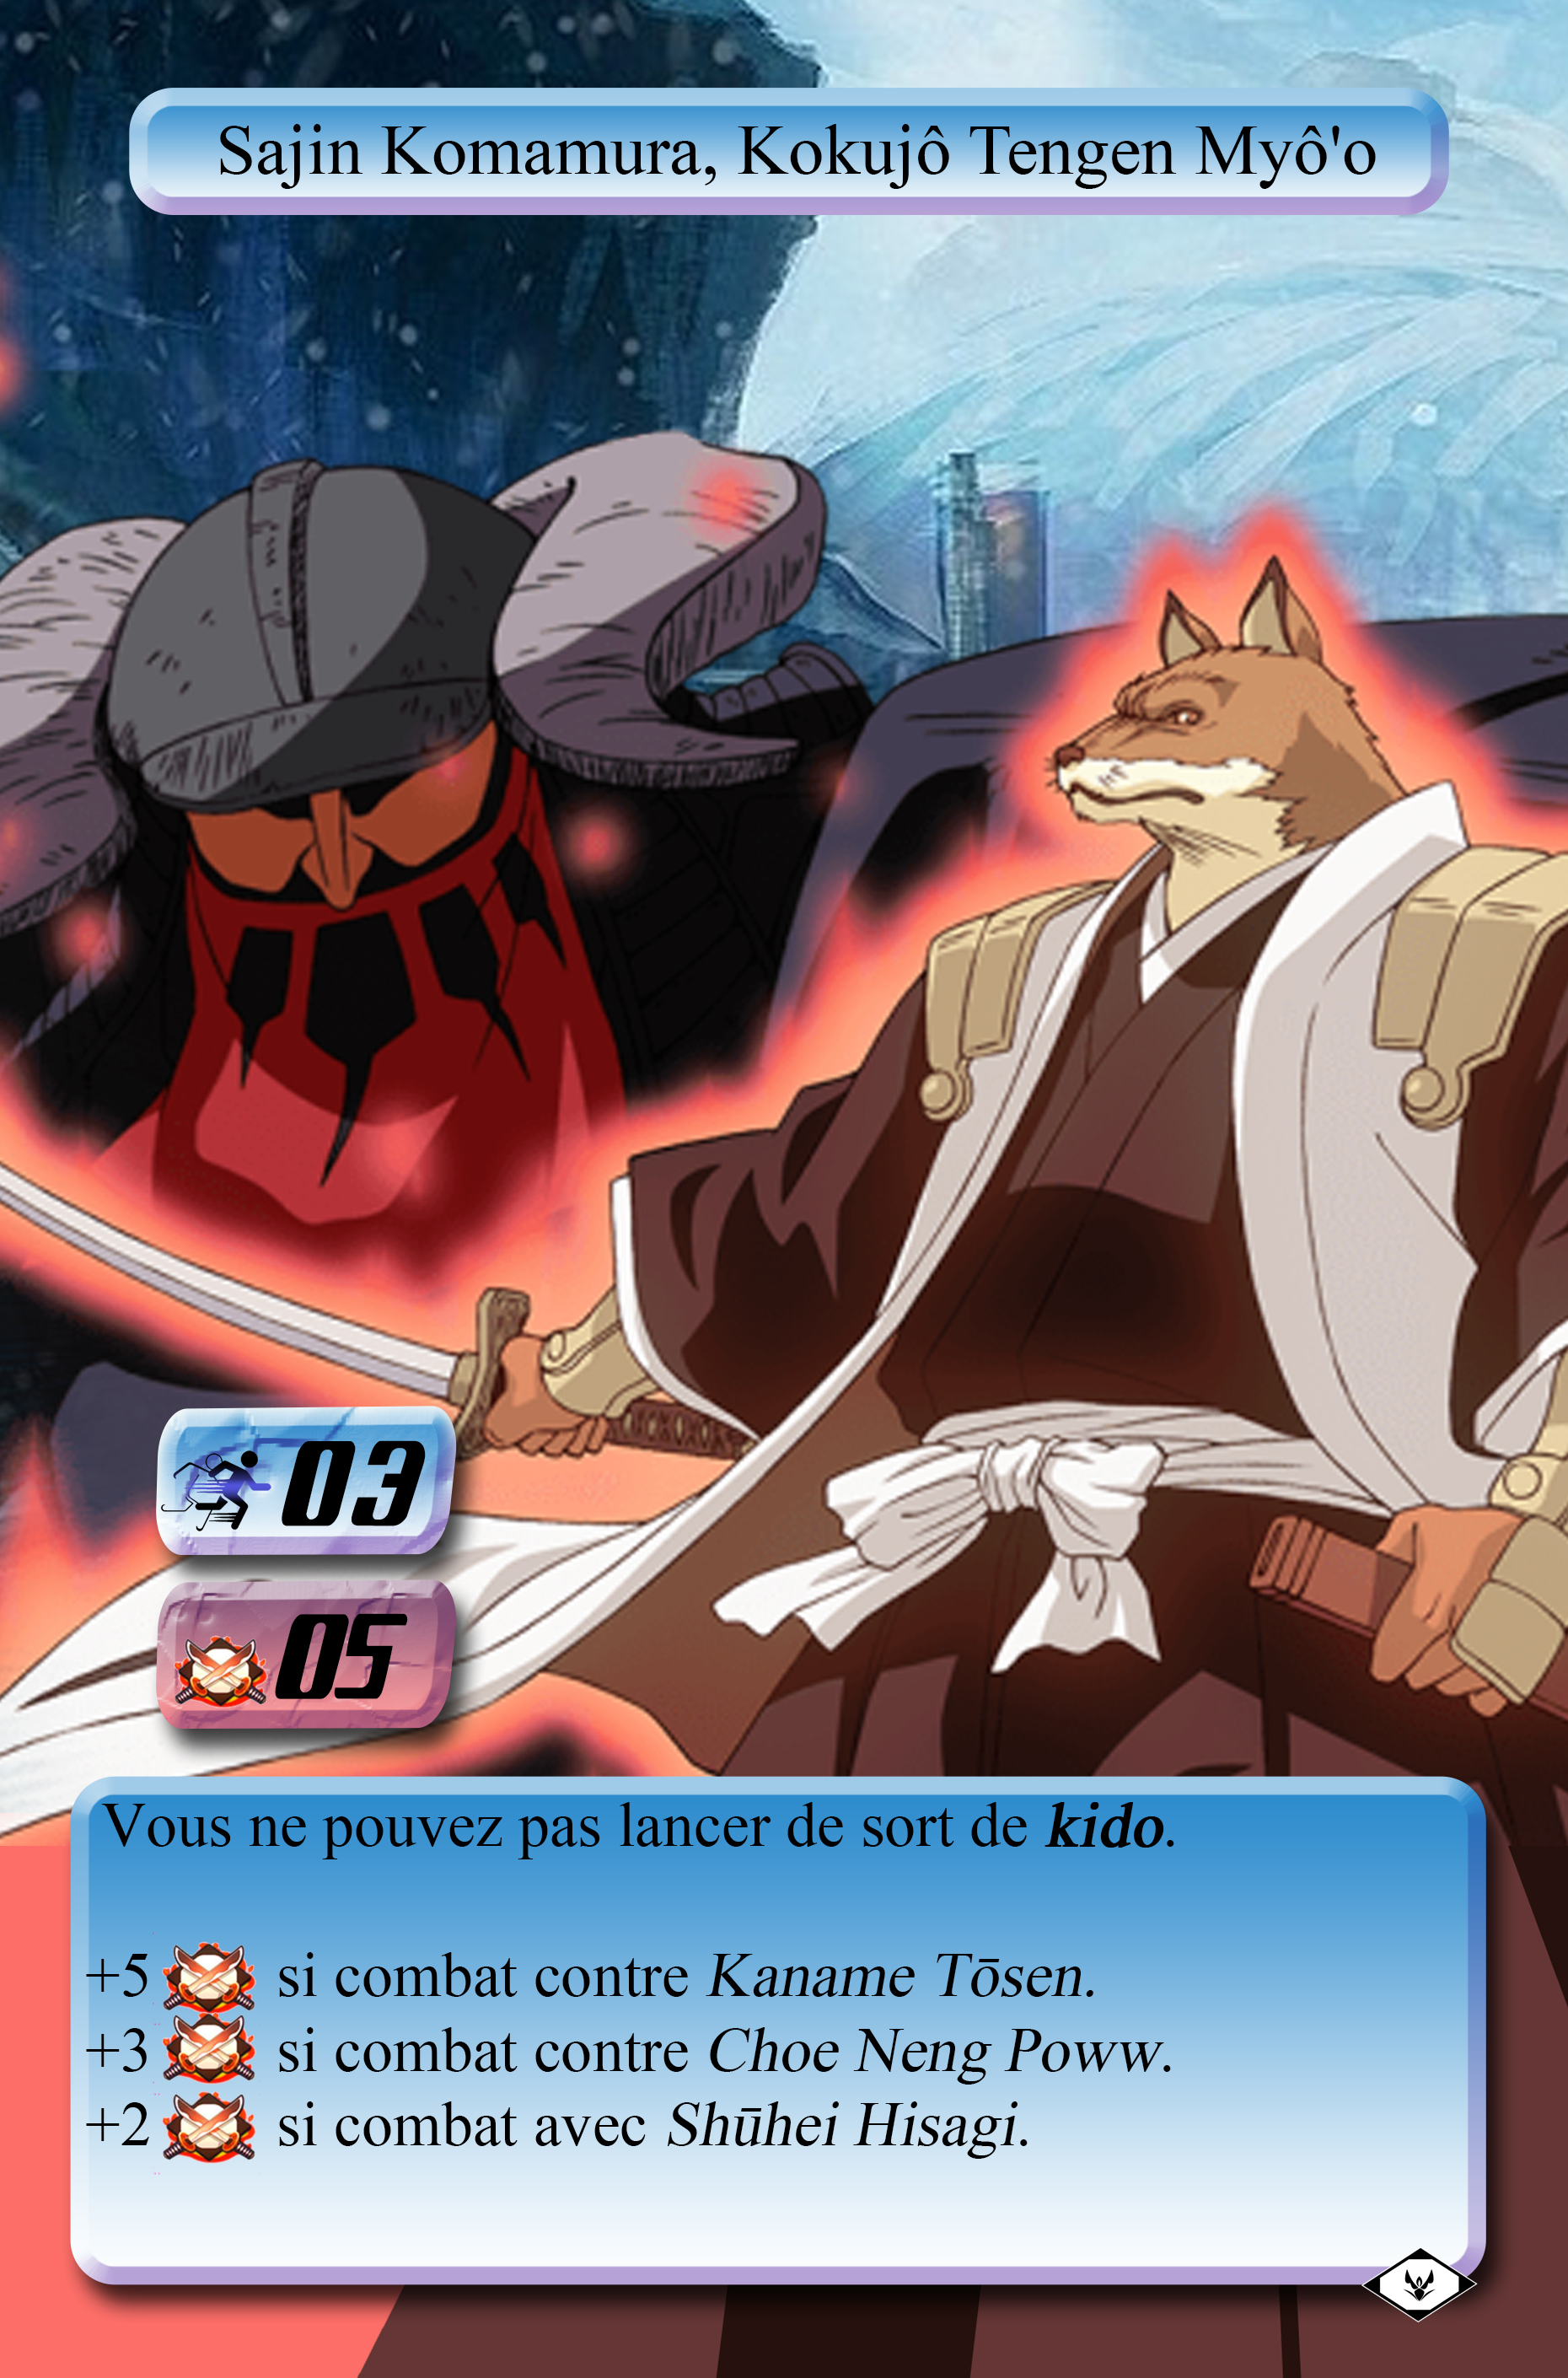 Sajin Komamura, Kokujô Tengen Myô'o
03
05
Vous ne pouvez pas lancer de sort de kido.
+5 si combat contre Kaname Tōsen.
+3 si combat contre Choe Neng Poww.
+2 si combat avec Shūhei Hisagi.